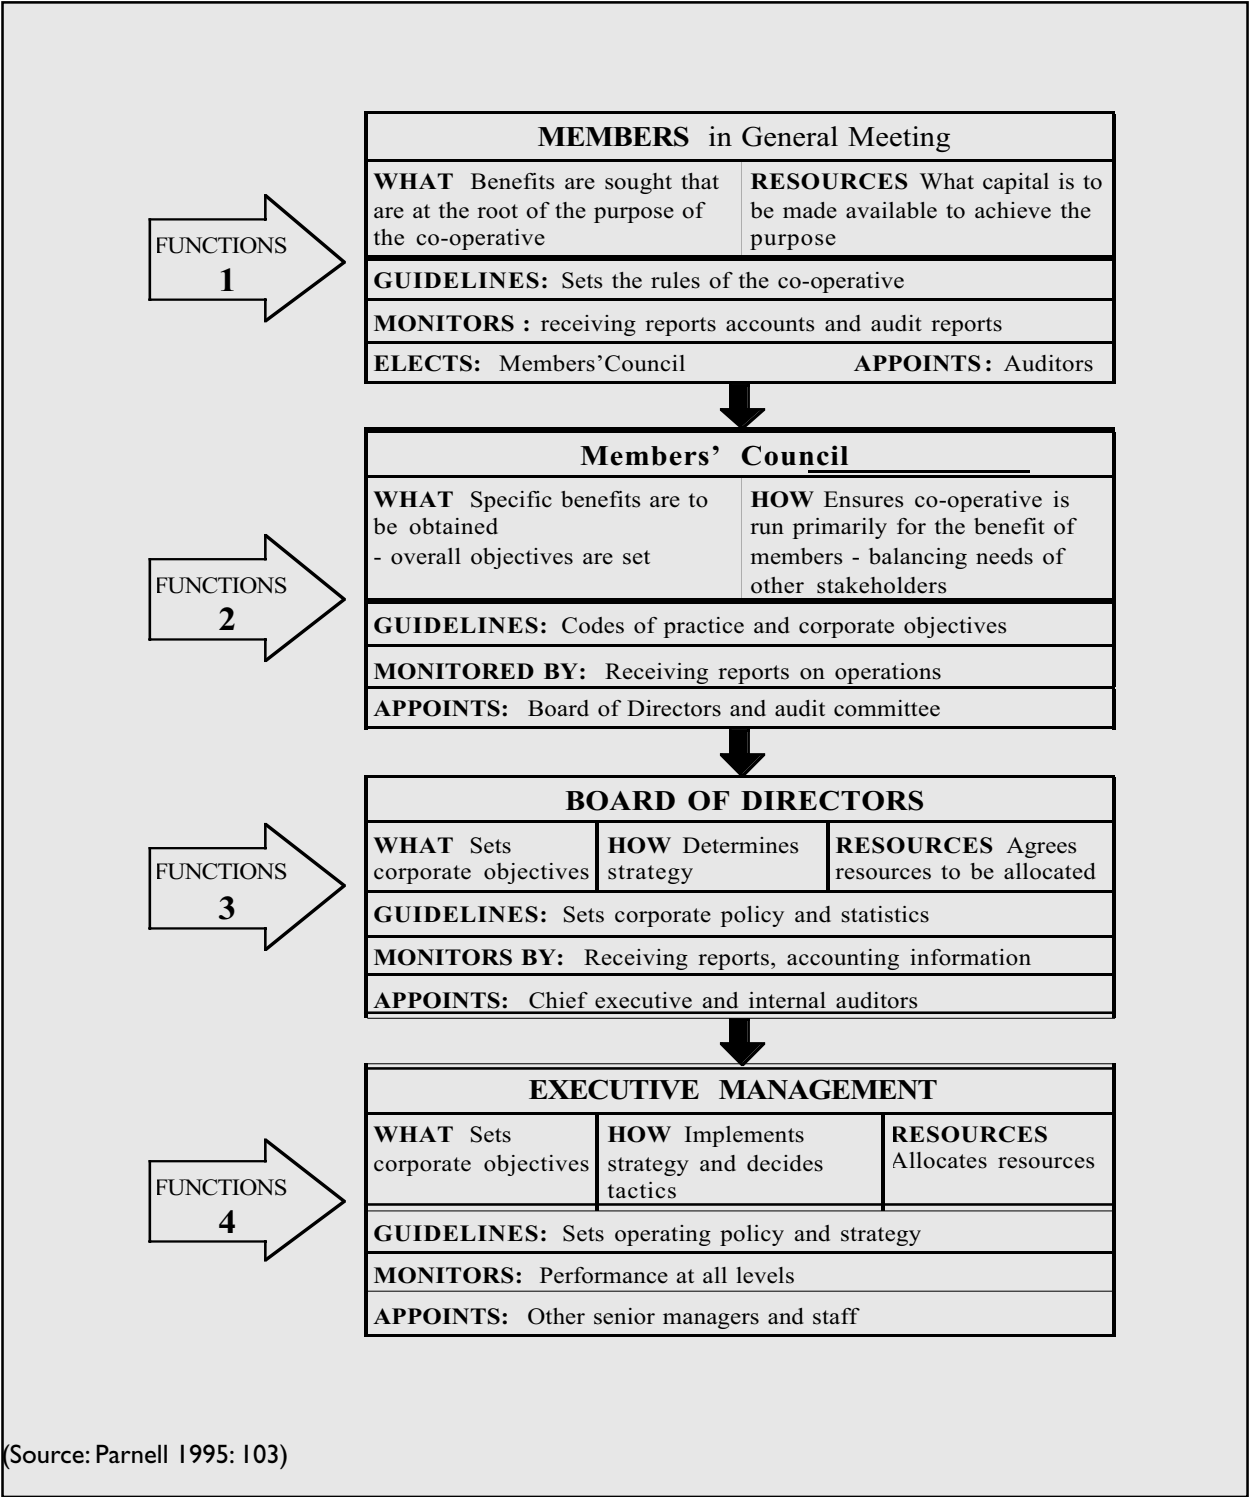 MEMBERS in General Meeting
FUNCTIONS
1
WHAT Benefits are sought that
are at the root of the purpose of
the co-operative
RESOURCES What capital is to
be made available to achieve the
purpose
GUIDELINES: Sets the rules of the co-operative
MONITORS : receiving reports accounts and audit reports
ELECTS: Members'Council APPOINTS: Auditors
Members' Council
FUNCTIONS
2
WHAT Specific benefits are to
be obtained
- overall objectives are set
HOW Ensures co-operative is
run primarily for the benefit of
members - balancing needs of
other stakeholders
GUIDELINES: Codes of practice and corporate objectives
MONITORED BY: Receiving reports on operations
APPOINTS: Board of Directors and audit committee
BOARD OF DIRECTORS
FUNCTIONS
3
WHAT Sets
corporate objectives
HOW Determines
strategy
RESOURCES Agrees
resources to be allocated
GUIDELINES: Sets corporate policy and statistics
MONITORS BY: Receiving reports, accounting information
APPOINTS: Chief executive and internal auditors
EXECUTIVE MANAGEMENT
FUNCTIONS
4
WHAT Sets
corporate objectives
HOW Implements
strategy and decides
tactics
RESOURCES
Allocates resources
GUIDELINES: Sets operating policy and strategy
MONITORS: Performance at all levels
APPOINTS: Other senior managers and staff
(Source: Parnell 1995: 103)